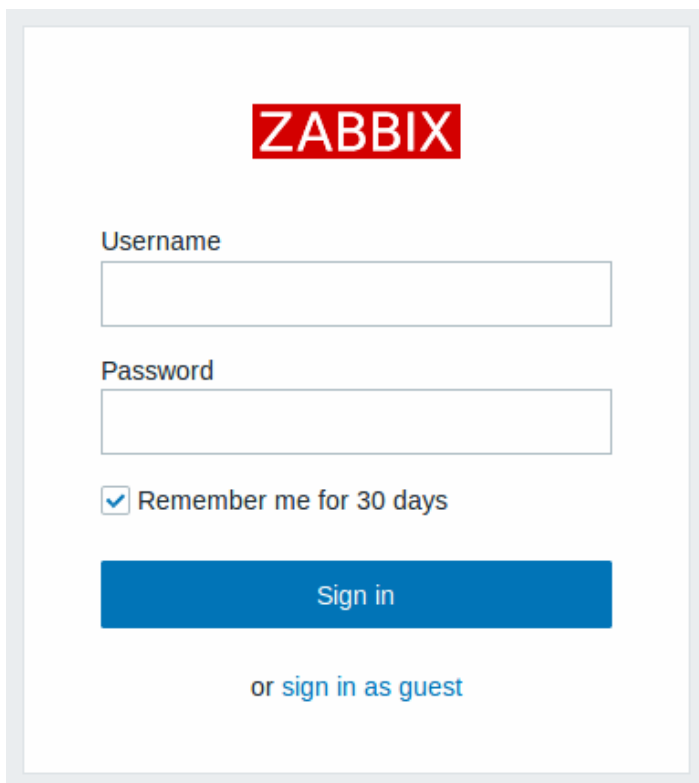 ZABBIX
Username
Password
Remember me for 30 days
Sign in
or sign in as guest